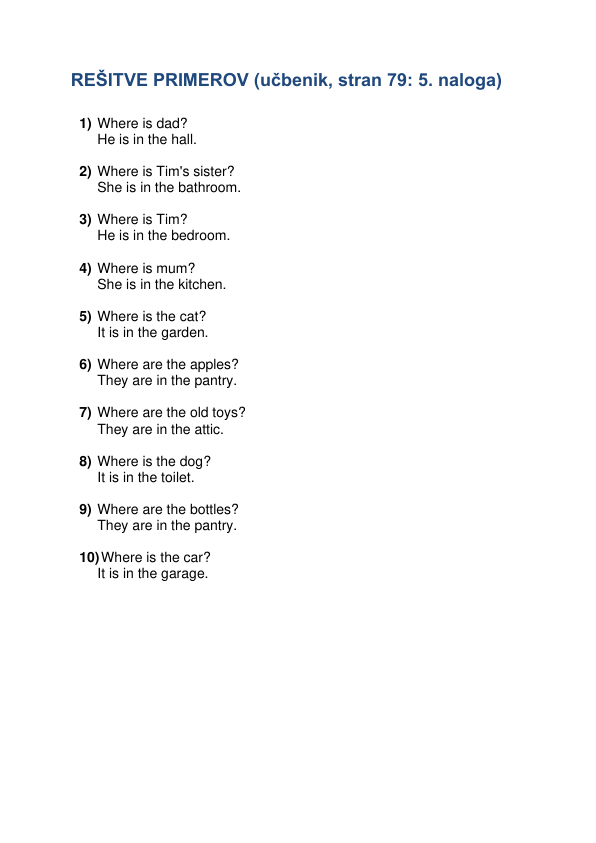 REŠITVE PRIMEROV (učbenik, stran 79: 5. naloga)
1) Where is dad?
He is in the hall.
2) Where is Tim's sister?
She is in the bathroom.
3) Where is Tim?
He is in the bedroom.
4) Where is mum?
She is in the kitchen.
5) Where is the cat?
It is in the garden.
6) Where are the apples?
They are in the pantry.
7) Where are the old toys?
They are in the attic.
8) Where is the dog?
It is in the toilet.
9) Where are the bottles?
They are in the pantry.
10) Where is the car?
It is in the garage.